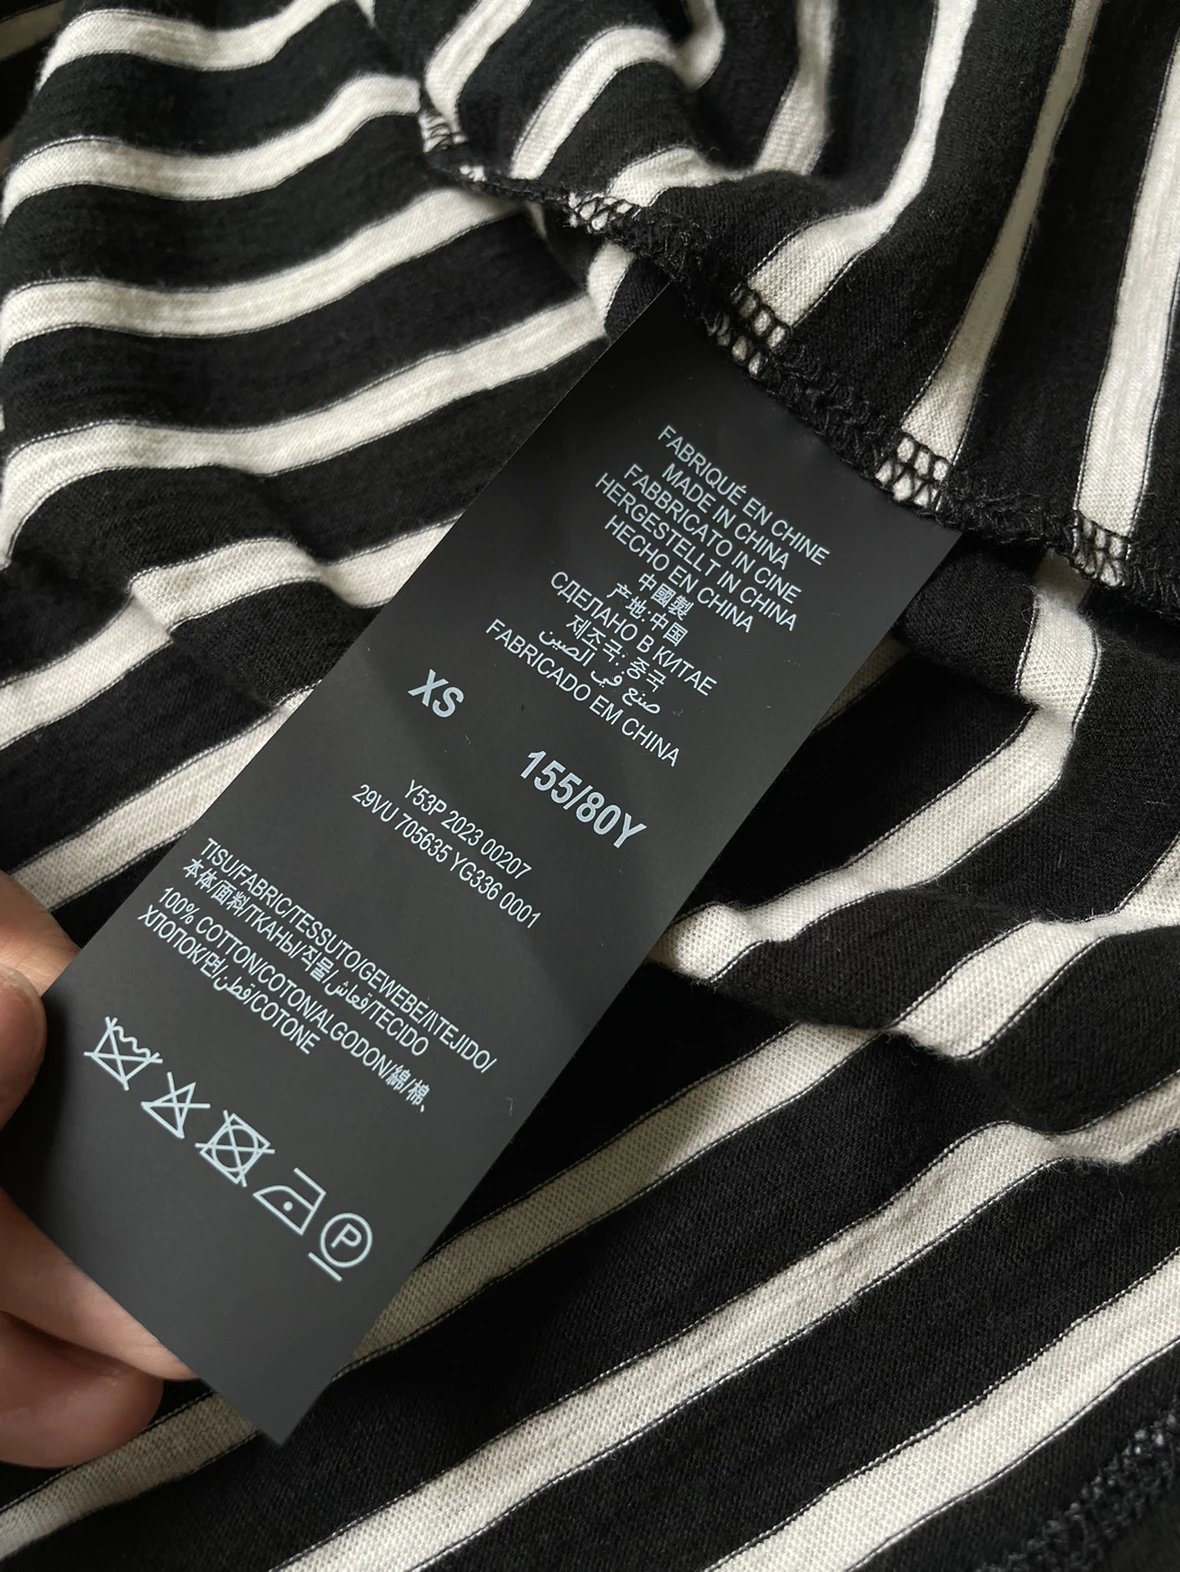 FABRIQUÉ EN CHINE
MADE IN CHINA
FABBRICATO IN CINE
HERGESTELLT IN CHINA
HECHO EN CHINA
中國製
产地:中国
СДЕЛАНО В КИТАЕ
제조국: 중국
صنع في الصين
FABRICADO EM CHINA
XS 155/80Y
Y53P 2023 00207
29VU 705635 YG336 0001
TISU/FABRIC/TESSUTO/GEWEBE/\TEJIDO/
本体/面料/ТКАНЫ/직물/قماش/TECIDO
100% COTTON/COTON/ALGODON/綿/棉、
ХЛОПОК/면/قطن/COTONE
P